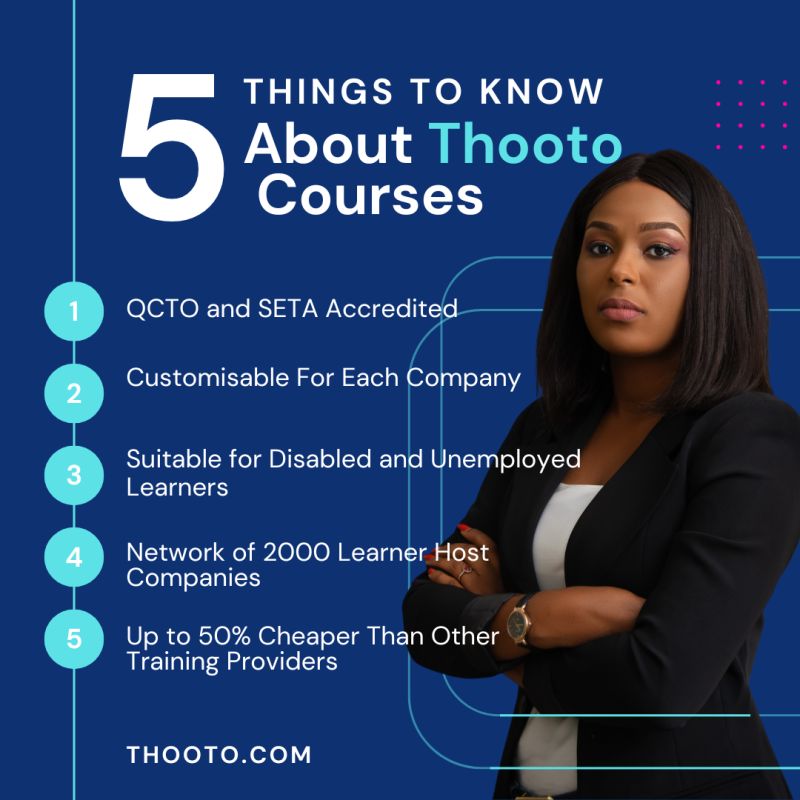 5
THINGS TO KNOW
About Thooto
Courses
1
QCTO and SETA Accredited
2
Customisable For Each Company
3
Suitable for Disabled and Unemployed
Learners
4
Network of 2000 Learner Host
Companies
5
Up to 50% Cheaper Than Other
Training Providers
THOOTO.COM